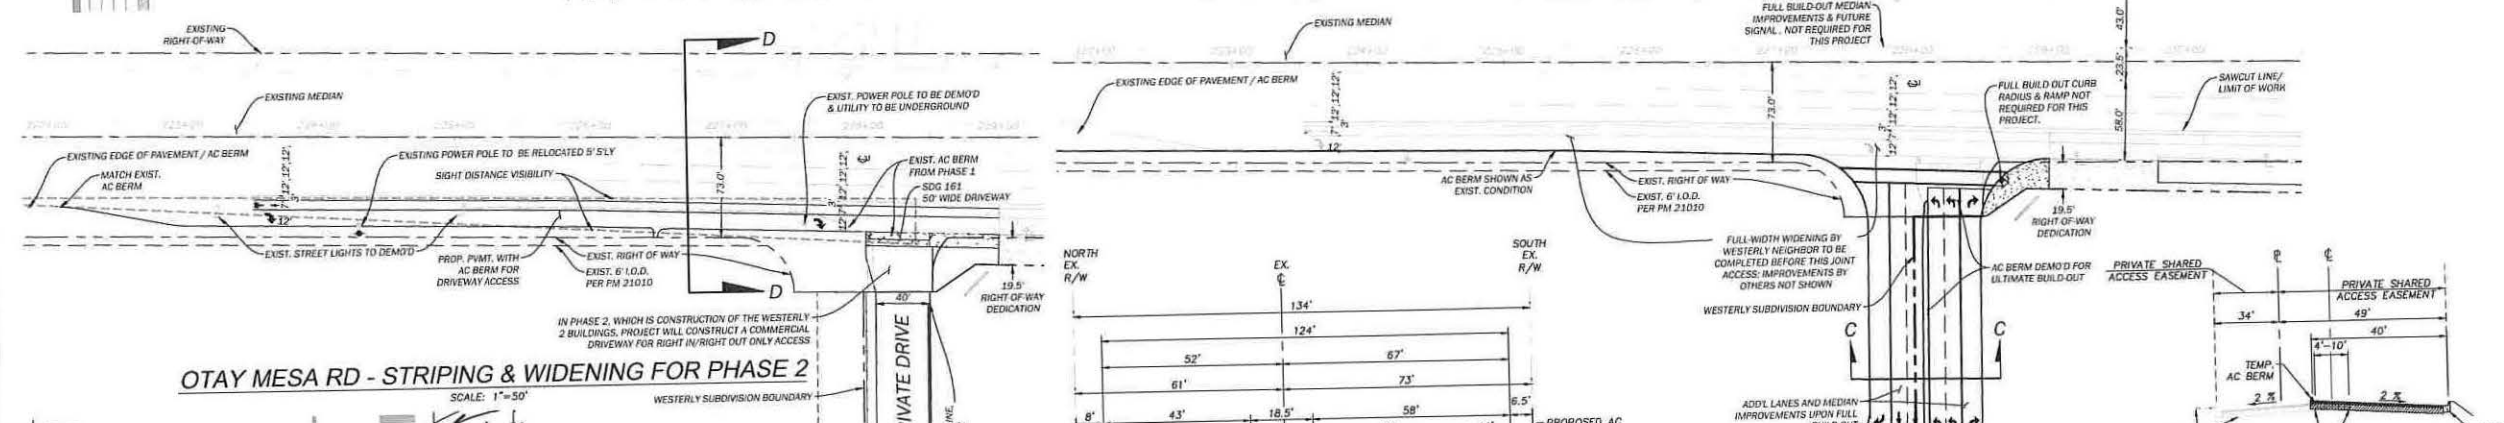 EXISTING
RIGHT-OF-WAY
D
EXISTING MEDIAN
EXIST. POWER POLE TO BE DEMO'D
& UTILITY TO BE UNDERGROUND
EXISTING EDGE OF PAVEMENT / AC BERM
EXISTING POWER POLE TO BE RELOCATED 5' S'LY
MATCH EXIST.
AC BERM
SIGHT DISTANCE VISIBILITY
73.0'
EXIST. AC BERM
FROM PHASE 1
SDG 161
50' WIDE DRIVEWAY
12'
EXIST. STREET LIGHTS TO DEMO'D
PROP. PVMT. WITH
AC BERM FOR
DRIVEWAY ACCESS
EXIST. RIGHT OF WAY
EXIST. 6' I.O.D.
PER PM 21010
D
19.5'
RIGHT-OF-WAY
DEDICATION
40'
IN PHASE 2, WHICH IS CONSTRUCTION OF THE WESTERLY
2 BUILDINGS, PROJECT WILL CONSTRUCT A COMMERCIAL
DRIVEWAY FOR RIGHT IN/RIGHT OUT ONLY ACCESS
OTAY MESA RD - STRIPING & WIDENING FOR PHASE 2
SCALE: 1"=50'
WESTERLY SUBDIVISION BOUNDARY
IVATE DRIVE
EXISTING MEDIAN
FULL BUILD-OUT MEDIAN
IMPROVEMENTS & FUTURE
SIGNAL, NOT REQUIRED FOR
THIS PROJECT
43.0'
23.5'
58.0'
EXISTING EDGE OF PAVEMENT / AC BERM
73.0'
FULL BUILD OUT CURB
RADIUS & RAMP NOT
REQUIRED FOR THIS
PROJECT.
SAWCUT LINE/
LIMIT OF WORK
12'
AC BERM SHOWN AS
EXIST. CONDITION
EXIST. RIGHT OF WAY
EXIST. 6' I.O.D.
PER PM 21010
19.5'
RIGHT OF WAY
DEDICATION
FULL-WIDTH WIDENING BY
WESTERLY NEIGHBOR TO BE
COMPLETED BEFORE THIS JOINT
ACCESS; IMPROVEMENTS BY
OTHERS NOT SHOWN
AC BERM DEMO'D FOR
ULTIMATE BUILD-OUT
WESTERLY SUBDIVISION BOUNDARY
C
C
ADD'L LANES AND MEDIAN
IMPROVEMENTS UPON FULL
NORTH
EX.
R/W
EX.
℄
SOUTH
EX.
R/W
134'
124'
52'
67'
61'
73'
8'
43'
18.5'
58'
6.5'
PROPOSED AC
PRIVATE SHARED
ACCESS EASEMENT
PRIVATE SHARED
ACCESS EASEMENT
34'
49'
40'
4'-10'
TEMP.
AC BERM
2 %
2 %